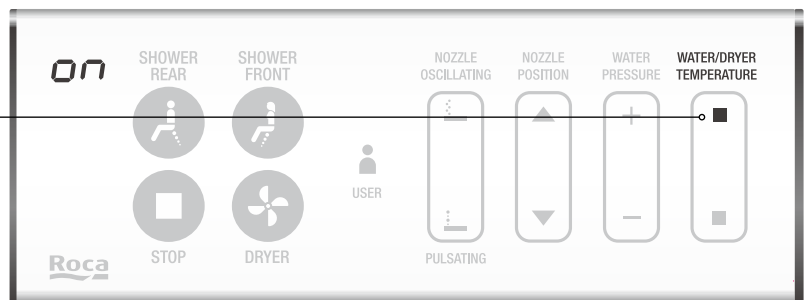 on
SHOWER
REAR
SHOWER
FRONT
NOZZLE
OSCILLATING
NOZZLE
POSITION
WATER
PRESSURE
WATER/DRYER
TEMPERATURE
USER
STOP
DRYER
PULSATING
Roca